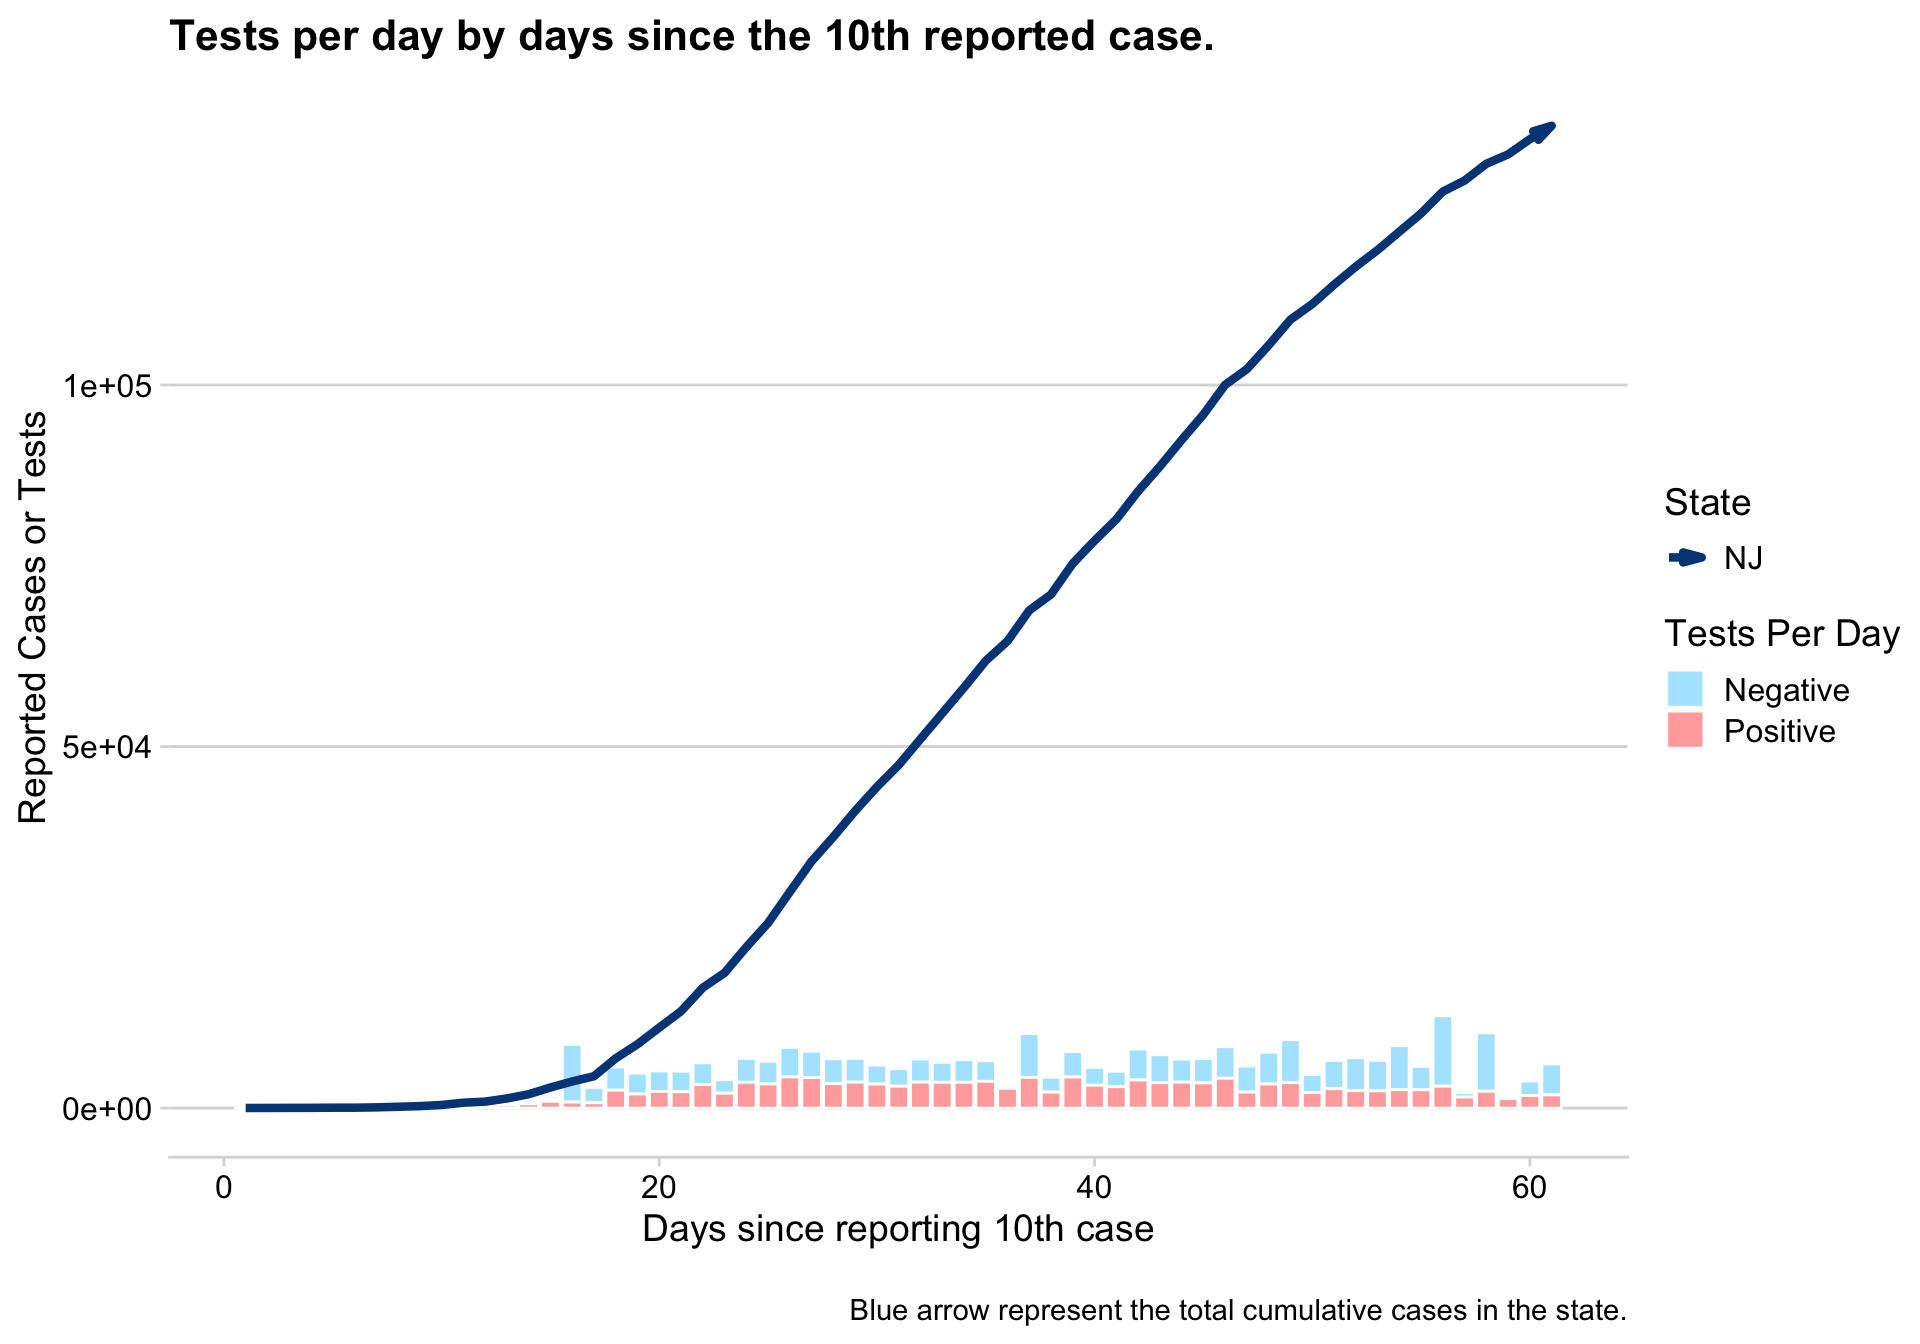 Tests per day by days since the 10th reported case.
Reported Cases or Tests
1e+05
5e+04
0e+00
0
20
40
60
Days since reporting 10th case
State
NJ
Tests Per Day
Negative
Positive
Blue arrow represent the total cumulative cases in the state.